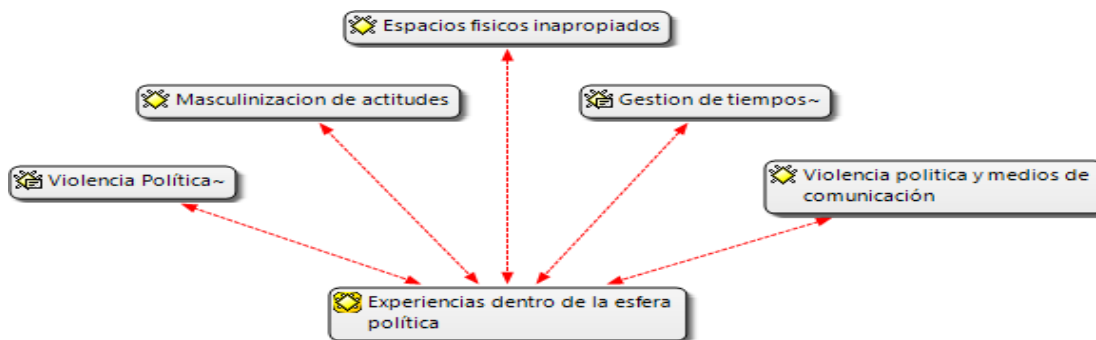 Espacios fisicos inapropiados
Masculinizacion de actitudes
Gestion de tiempos~
Violencia Política~
Violencia politica y medios de
comunicación
Experiencias dentro de la esfera
política